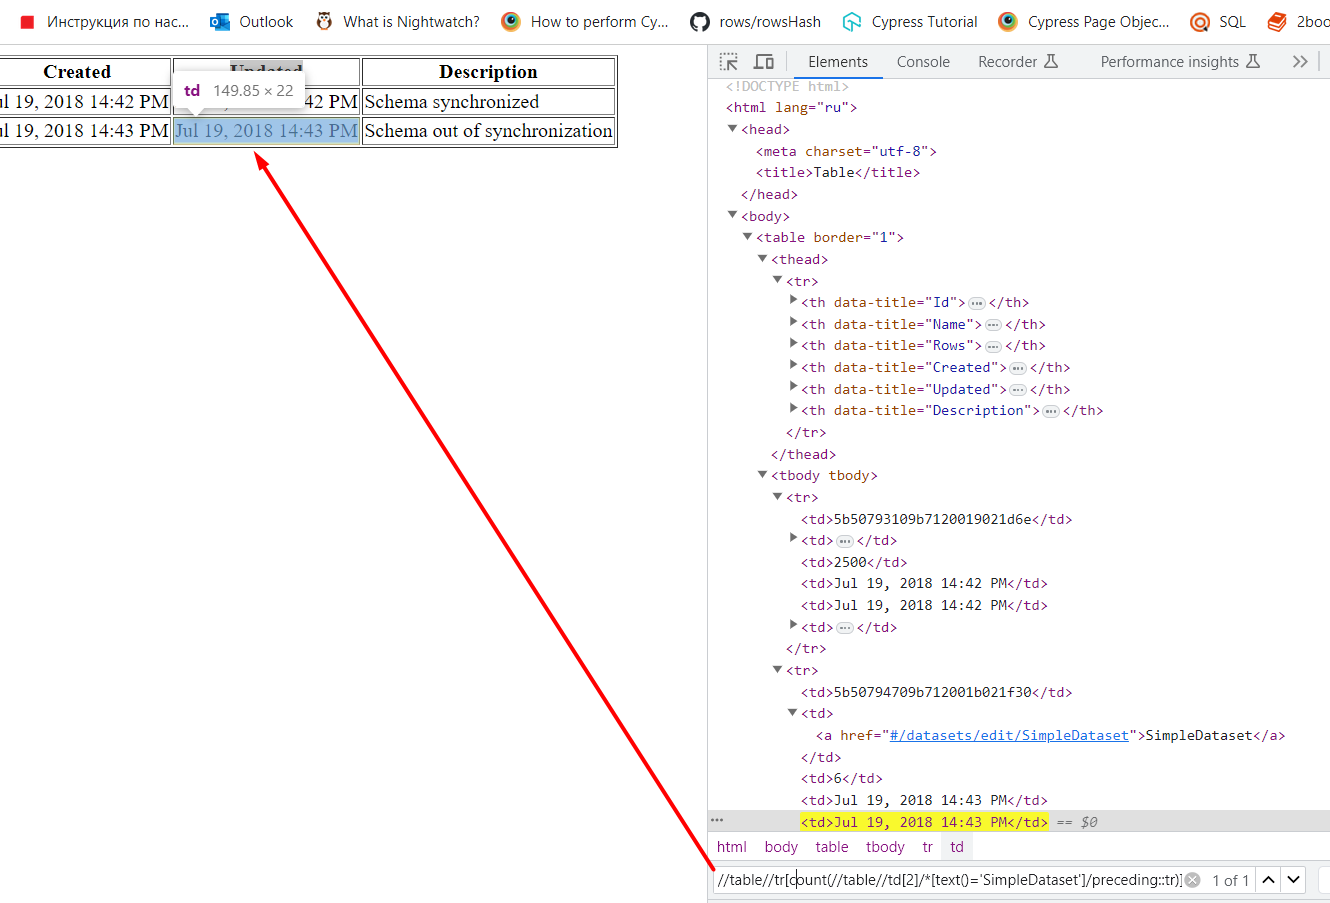 Инструкция по нас... Outlook What is Nightwatch? How to perform Cy... rows/rowsHash Cypress Tutorial Cypress Page Objec... SQL 2boo
Elements Console Recorder Performance insights
Created Updated Description
ul 19, 2018 14:42 PM 42 PM Schema synchronized
ul 19, 2018 14:43 PM Jul 19, 2018 14:43 PM Schema out of synchronization
td 149.85 × 22
<!DOCTYPE html>
<html lang="ru">
<head>
<meta charset="utf-8">
<title>Table</title>
</head>
<body>
<table border="1">
<thead>
<tr>
<th data-title="Id"> ... </th>
<th data-title="Name"> ... </th>
<th data-title="Rows"> ... </th>
<th data-title="Created"> ... </th>
<th data-title="Updated"> ... </th>
<th data-title="Description"> ... </th>
</tr>
</thead>
<tbody tbody>
<tr>
<td>5b50793109b7120019021d6e</td>
<td> ... </td>
<td>2500</td>
<td>Jul 19, 2018 14:42 PM</td>
<td>Jul 19, 2018 14:42 PM</td>
<td> ... </td>
</tr>
<tr>
<td>5b50794709b712001b021f30</td>
<td>
<a href="#/datasets/edit/SimpleDataset">SimpleDataset</a>
</td>
<td>6</td>
<td>Jul 19, 2018 14:43 PM</td>
... <td>Jul 19, 2018 14:43 PM</td> == $0
html body table tbody tr td
//table//tr[count(//table//td[2]/*[text()='SimpleDataset']/preceding::tr)] 1 of 1